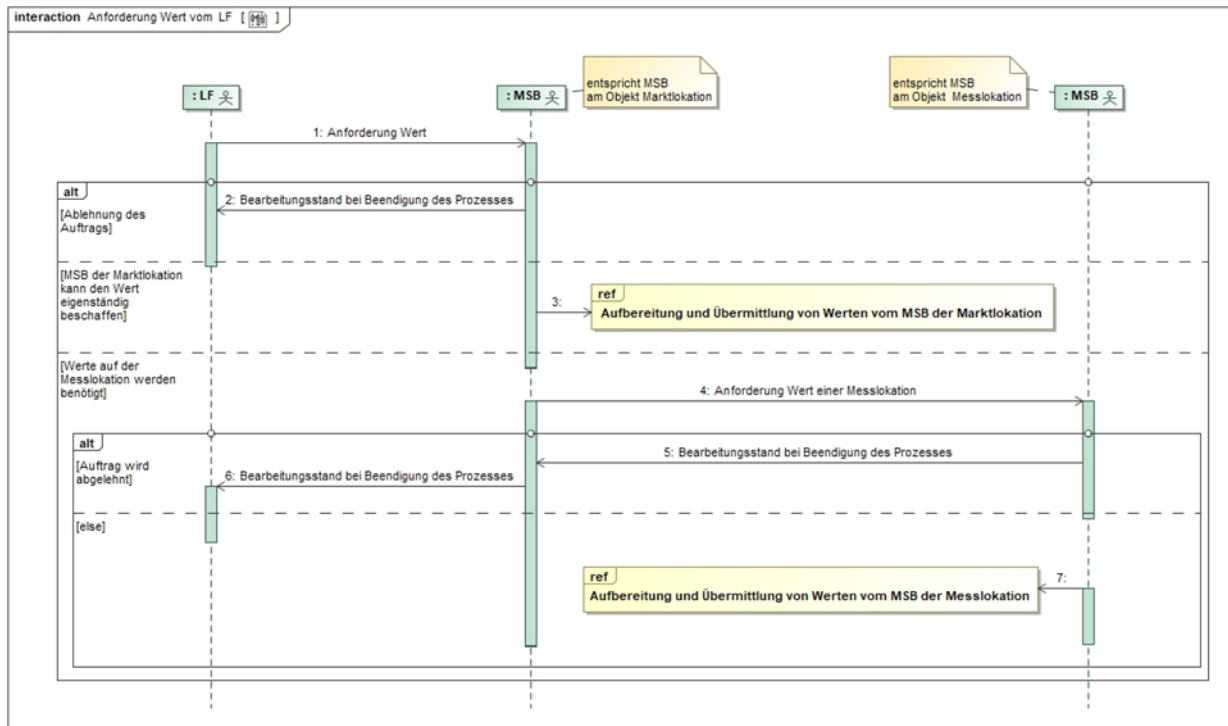 interaction Anforderung Wert vom LF [ ]
entspricht MSB
am Objekt Marktlokation
entspricht MSB
am Objekt Messlokation
: LF
: MSB
: MSB
1: Anforderung Wert
alt
[Ablehnung des
Auftrags]
2: Bearbeitungsstand bei Beendigung des Prozesses
[MSB der Marktlokation
kann den Wert
eigenständig
beschaffen]
3:
ref
Aufbereitung und Übermittlung von Werten vom MSB der Marktlokation
[Werte auf der
Messlokation werden
benötigt]
4: Anforderung Wert einer Messlokation
alt
[Auftrag wird
abgelehnt]
5: Bearbeitungsstand bei Beendigung des Prozesses
6: Bearbeitungsstand bei Beendigung des Prozesses
[else]
ref
7:
Aufbereitung und Übermittlung von Werten vom MSB der Messlokation